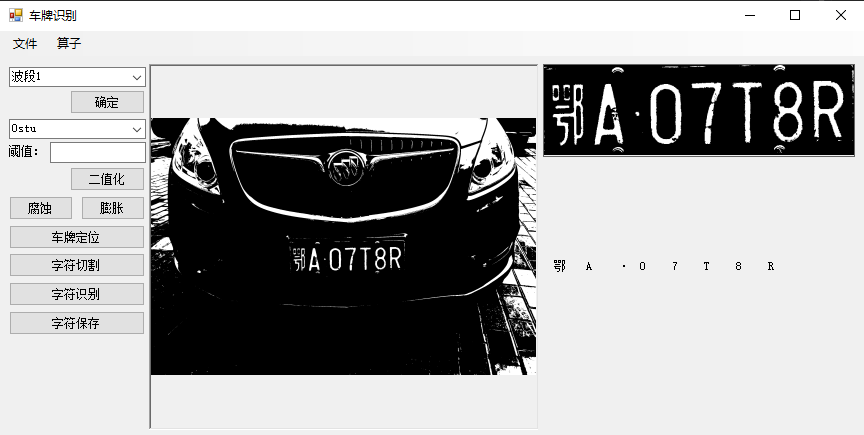 车牌识别
文件 算子
波段1
确定
Ostu
阈值：
二值化
腐蚀 膨胀
车牌定位
字符切割
字符识别
字符保存
鄂A·07T8R
鄂A·07T8R
鄂 A · 0 7 T 8 R